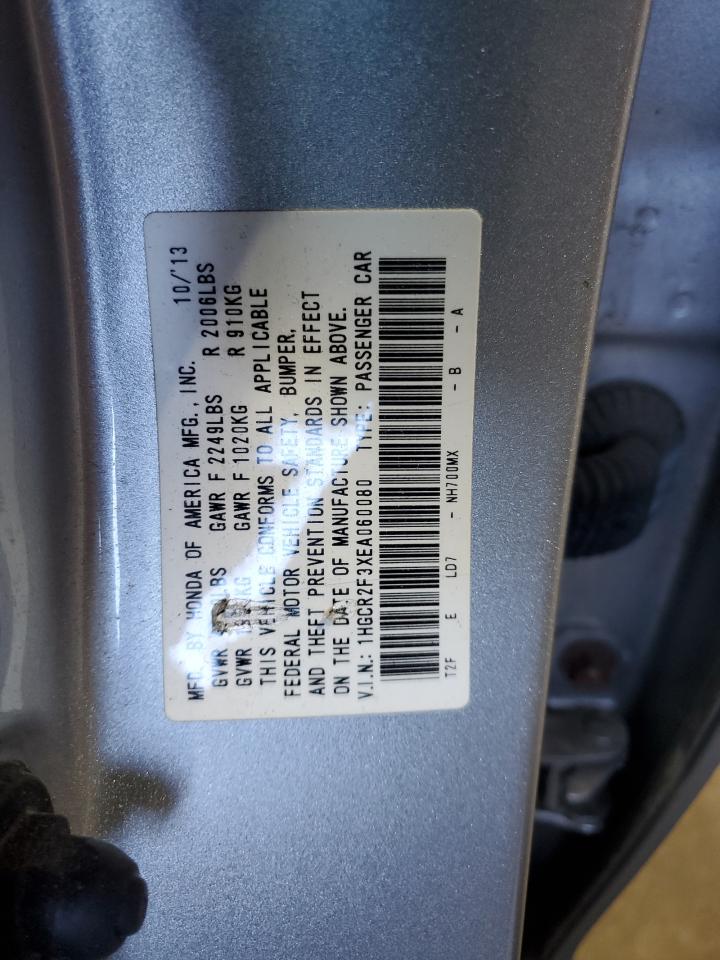 MFD. BY HONDA OF AMERICA MFG., INC. 10/'13
GVWR LBS GAWR F 2249LBS R 2006LBS
GVWR KG GAWR F 1020KG R 910KG
THIS VEHICLE CONFORMS TO ALL APPLICABLE
FEDERAL MOTOR VEHICLE SAFETY, BUMPER,
AND THEFT PREVENTION STANDARDS IN EFFECT
ON THE DATE OF MANUFACTURE SHOWN ABOVE.
V.I.N.: 1HGCR2F3XEA060080 TYPE: PASSENGER CAR
T2F E LD7 - NH700MX - B - A